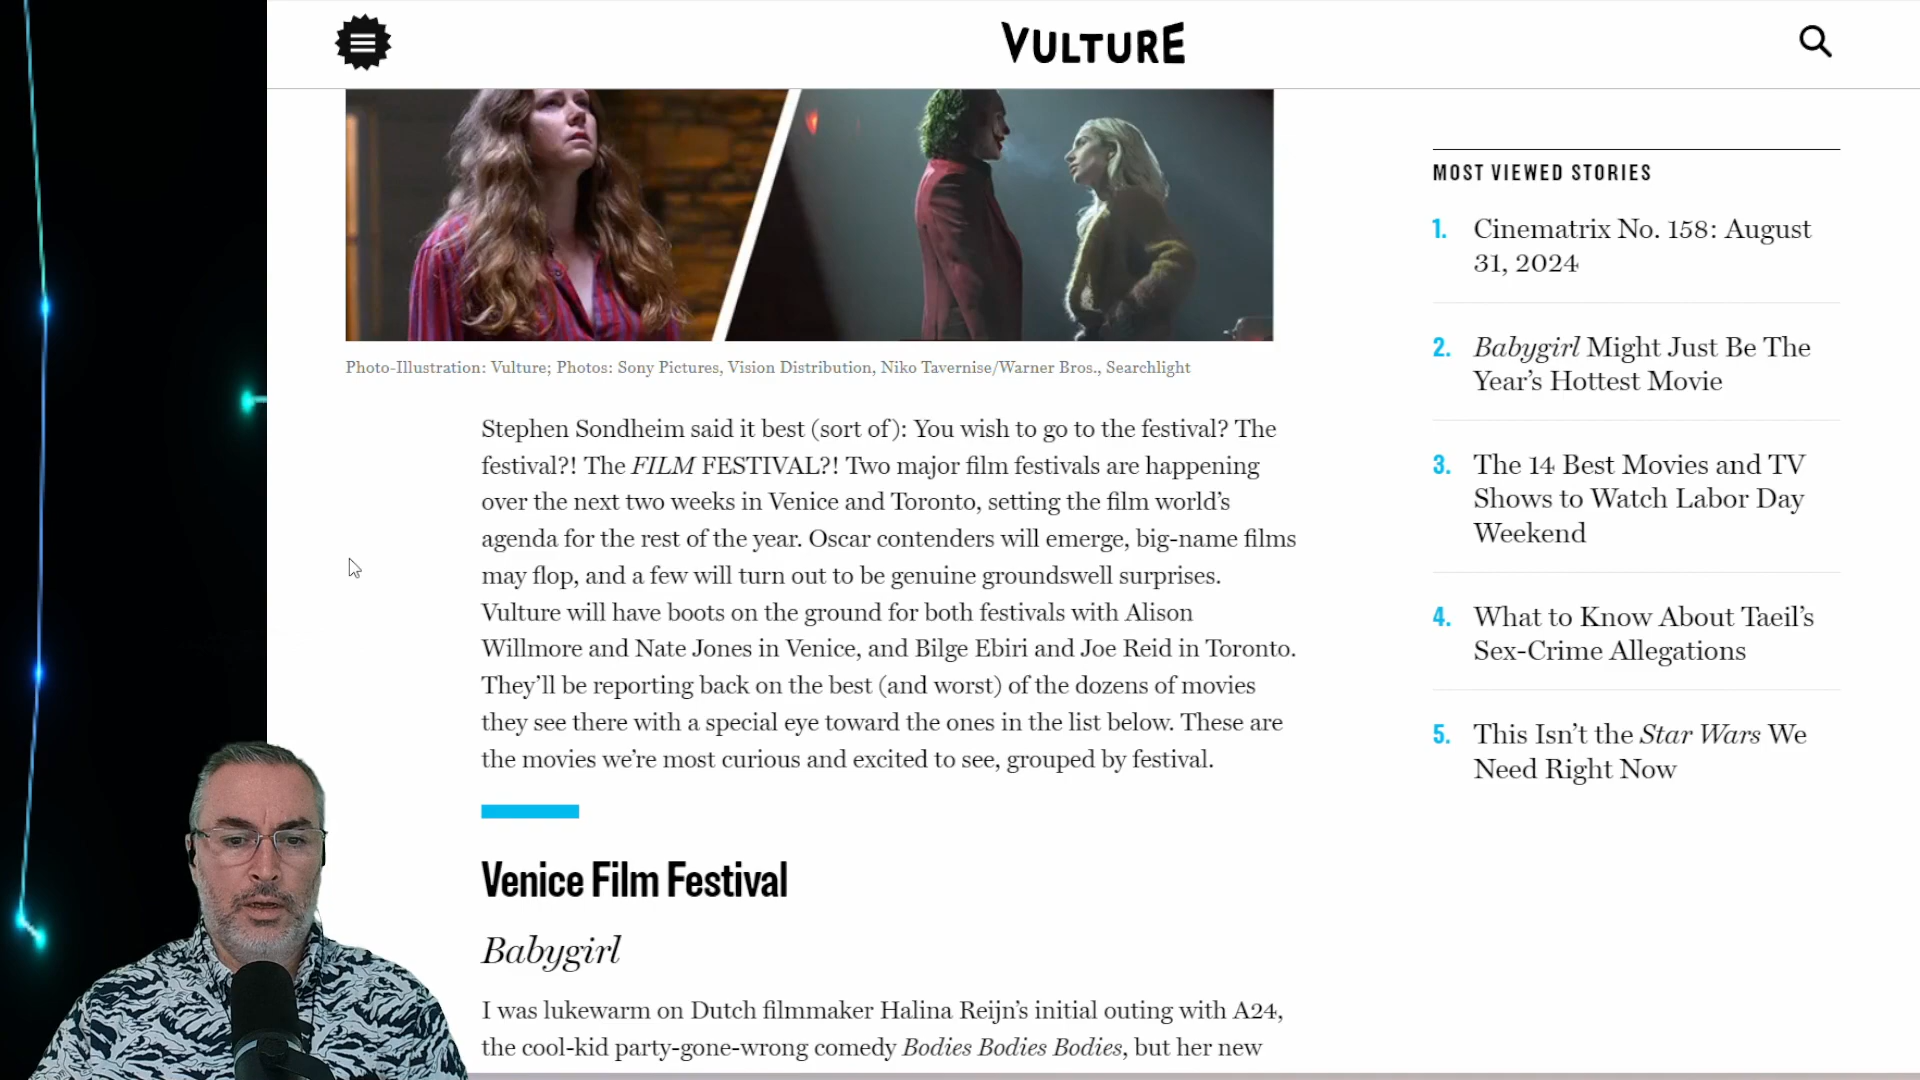 VULTURE
Photo-Illustration: Vulture; Photos: Sony Pictures, Vision Distribution, Niko Tavernise/Warner Bros., Searchlight
Stephen Sondheim said it best (sort of): You wish to go to the festival? The
festival?! The FILM FESTIVAL?! Two major film festivals are happening
over the next two weeks in Venice and Toronto, setting the film world’s
agenda for the rest of the year. Oscar contenders will emerge, big-name films
may flop, and a few will turn out to be genuine groundswell surprises.
Vulture will have boots on the ground for both festivals with Alison
Willmore and Nate Jones in Venice, and Bilge Ebiri and Joe Reid in Toronto.
They’ll be reporting back on the best (and worst) of the dozens of movies
they see there with a special eye toward the ones in the list below. These are
the movies we’re most curious and excited to see, grouped by festival.
Venice Film Festival
Babygirl
I was lukewarm on Dutch filmmaker Halina Reijn’s initial outing with A24,
the cool-kid party-gone-wrong comedy Bodies Bodies Bodies, but her new
MOST VIEWED STORIES
1. Cinematrix No. 158: August
31, 2024
2. Babygirl Might Just Be The
Year’s Hottest Movie
3. The 14 Best Movies and TV
Shows to Watch Labor Day
Weekend
4. What to Know About Taeil’s
Sex-Crime Allegations
5. This Isn’t the Star Wars We
Need Right Now